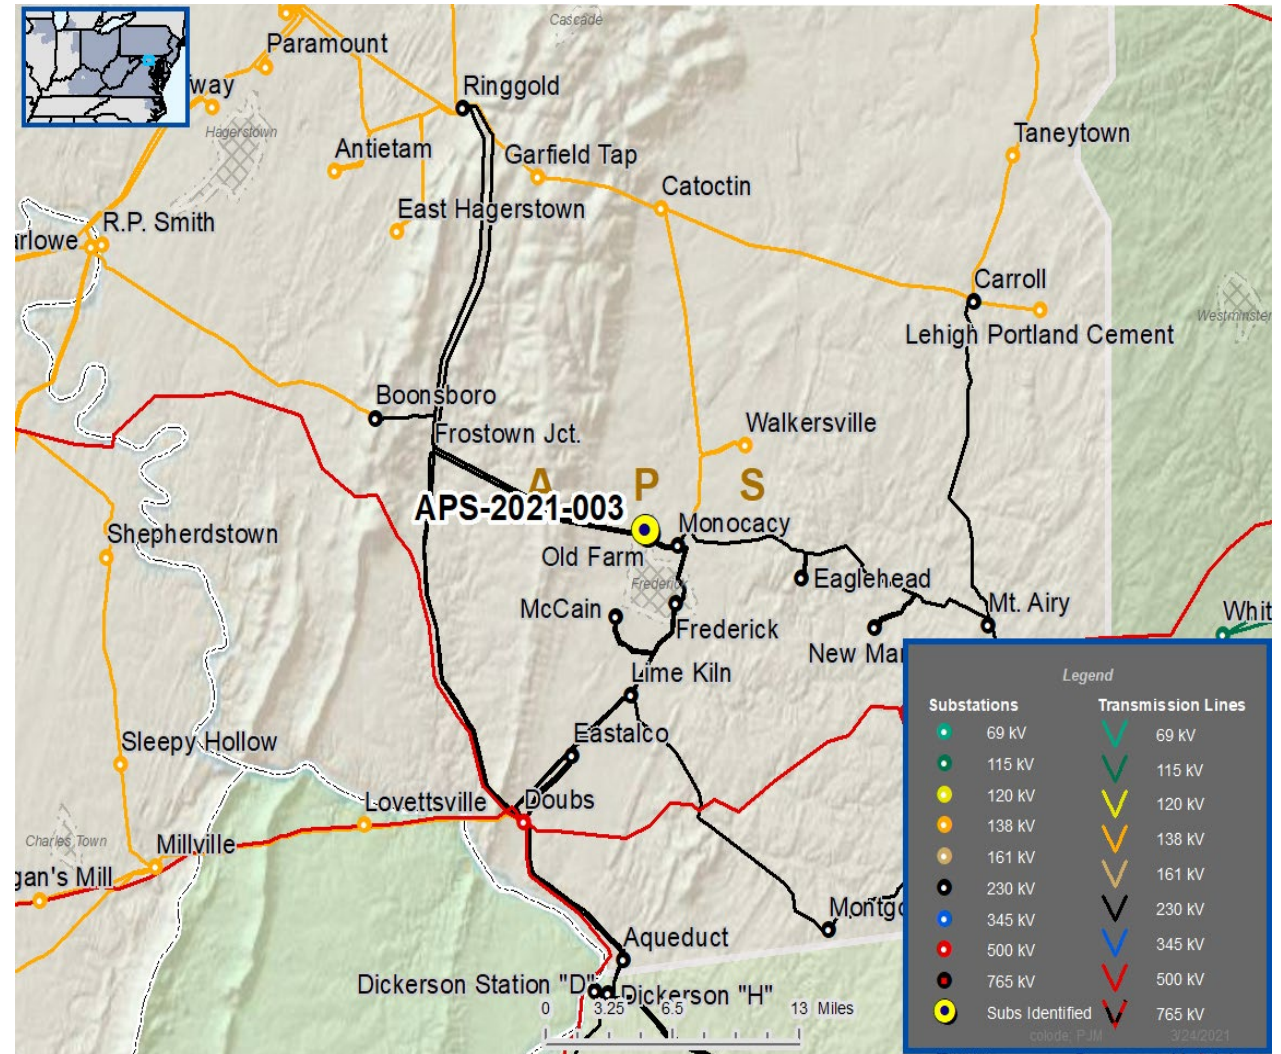 Cascade
Paramount
way
Ringgold
Hagerstown
Taneytown
Antietam
Garfield Tap
Catoctin
East Hagerstown
R.P. Smith
arlowe
Carroll
Westminster
Lehigh Portland Cement
Boonsboro
Walkersville
Frostown Jct.
A P S
APS-2021-003
Monocacy
Shepherdstown
Old Farm
Frederick
Eaglehead
McCain
Mt. Airy
Whit
Frederick
New Mar
Lime Kiln
Eastalco
Sleepy Hollow
Lovettsville
Doubs
Charles Town
Millville
gan's Mill
Montgo
Aqueduct
Dickerson Station "D"
Dickerson "H"
0 3.25 6.5 13 Miles
Legend
Substations Transmission Lines
69 kV 69 kV
115 kV 115 kV
120 kV 120 kV
138 kV 138 kV
161 kV 161 kV
230 kV 230 kV
345 kV 345 kV
500 kV 500 kV
765 kV 765 kV
Subs Identified
colode: PJM 3/24/2021